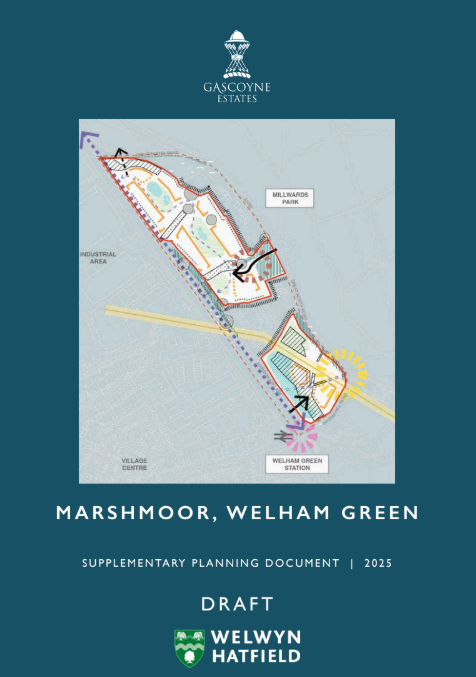 GASCOYNE
ESTATES
MILLWARDS
PARK
INDUSTRIAL
AREA
VILLAGE
CENTRE
WELHAM GREEN
STATION
MARSHMOOR, WELHAM GREEN
SUPPLEMENTARY PLANNING DOCUMENT | 2025
DRAFT
WELWYN
HATFIELD